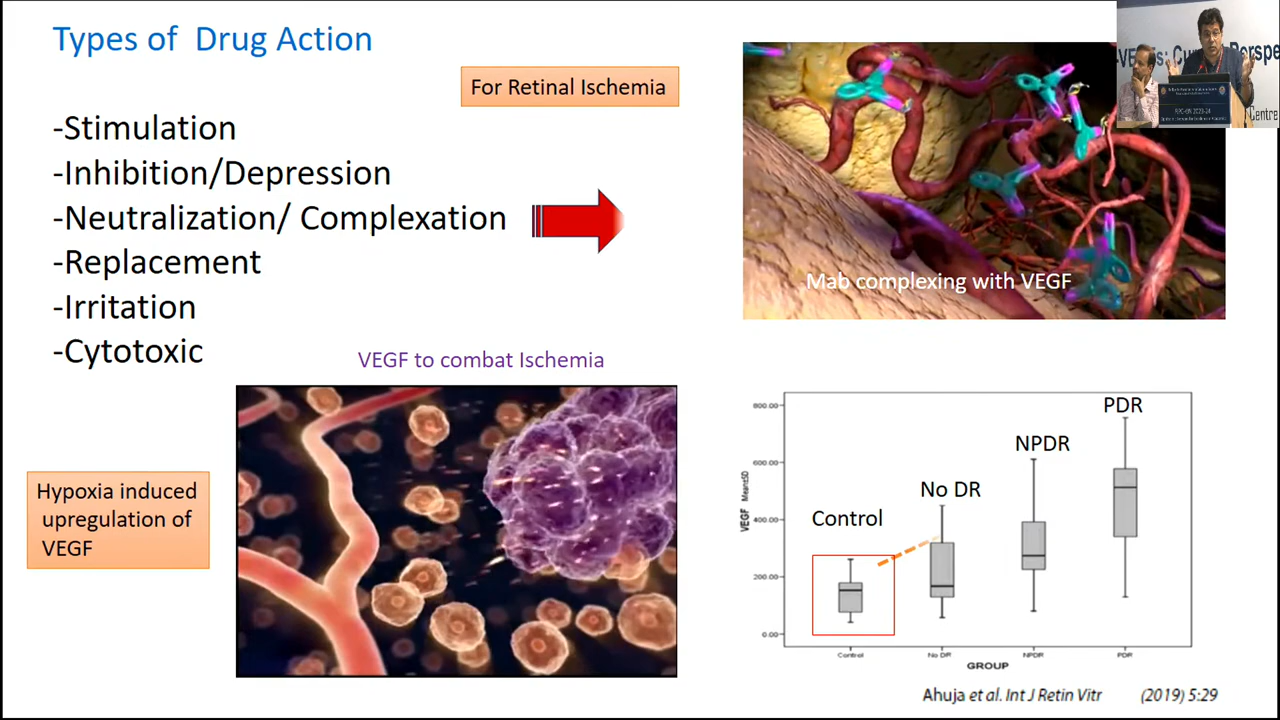 Types of Drug Action
For Retinal Ischemia
-Stimulation
-Inhibition/Depression
-Neutralization/ Complexation
-Replacement
-Irritation
-Cytotoxic
Mab complexing with VEGF
VEGF to combat Ischemia
Hypoxia induced
upregulation of
VEGF
PDR
NPDR
No DR
Control
800.00
600.00
400.00
200.00
0.00
VEGF Mean±SD
Control No DR NPDR PDR
GROUP
Ahuja et al. Int J Retin Vitr (2019) 5:29
Centre